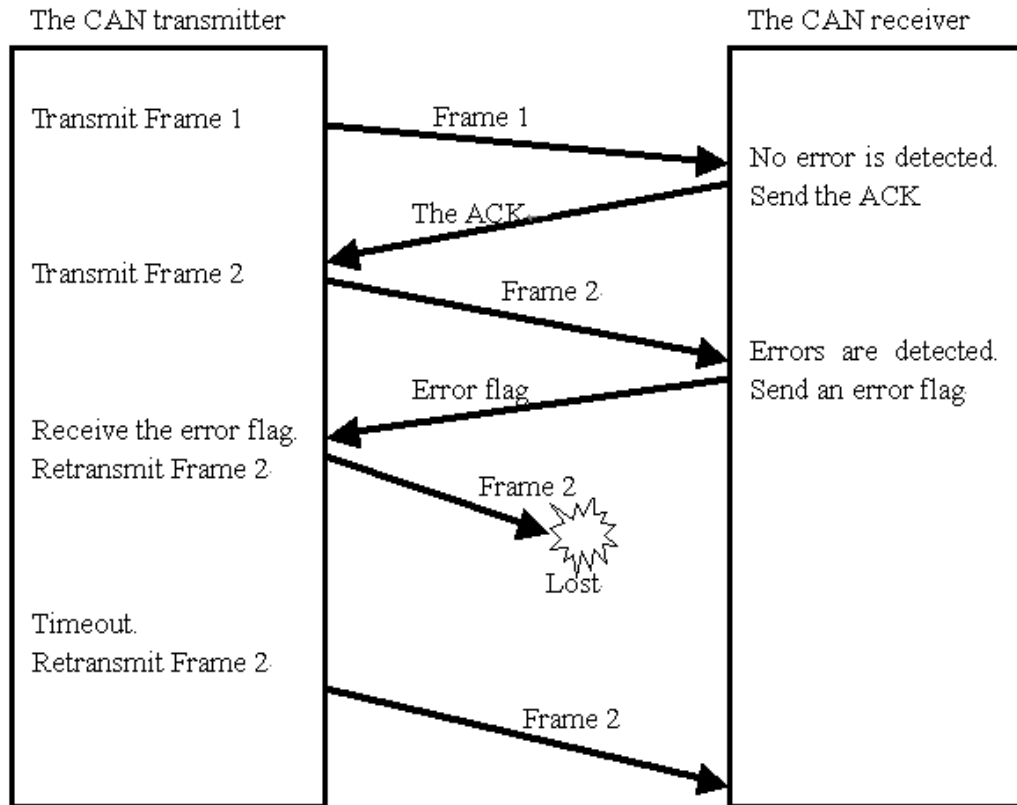 The CAN transmitter
The CAN receiver
Transmit Frame 1
Frame 1
No error is detected.
Send the ACK
The ACK
Transmit Frame 2
Frame 2
Errors are detected.
Send an error flag
Error flag
Receive the error flag.
Retransmit Frame 2
Frame 2
Lost
Timeout.
Retransmit Frame 2
Frame 2